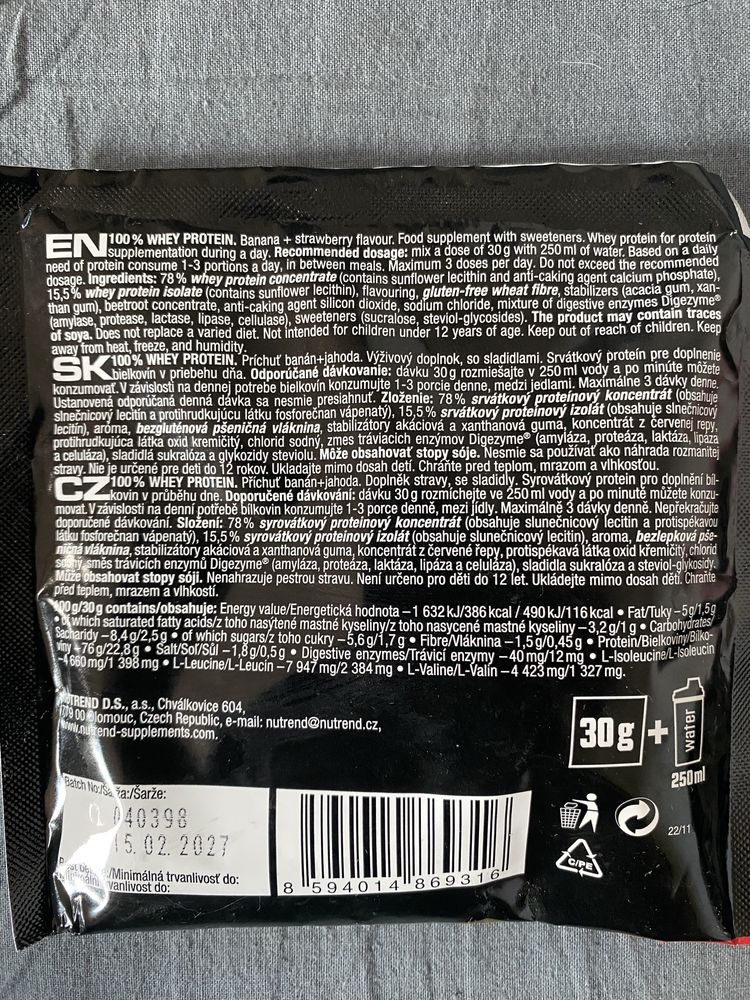 EN 100% WHEY PROTEIN. Banana + strawberry flavour. Food supplement with sweeteners. Whey protein for protein
supplementation during a day. Recommended dosage: mix a dose of 30 g with 250 ml of water. Based on a daily
need of protein consume 1-3 portions a day, in between meals. Maximum 3 doses per day. Do not exceed the recommended
dosage. Ingredients: 78% whey protein concentrate (contains sunflower lecithin and anti-caking agent calcium phosphate),
15,5% whey protein isolate (contains sunflower lecithin), flavouring, gluten-free wheat fibre, stabilizers (acacia gum, xan-
than gum), beetroot concentrate, anti-caking agent silicon dioxide, sodium chloride, mixture of digestive enzymes Digezyme®
(amylase, protease, lactase, lipase, cellulase), sweeteners (sucralose, steviol-glycosides). The product may contain traces
of soya. Does not replace a varied diet. Not intended for children under 12 years of age. Keep out of reach of children. Keep
away from heat, freeze, and humidity.
SK 100% WHEY PROTEIN. Príchuť banán+jahoda. Výživový doplnok, so sladidlami. Srvátkový proteín pre doplnenie
bielkovín v priebehu dňa. Odporúčané dávkovanie: dávku 30 g rozmiešajte v 250 ml vody a po minúte môžete
konzumovať. V závislosti na dennej potrebe bielkovín konzumujte 1-3 porcie denne, medzi jedlami. Maximálne 3 dávky denne.
Ustanovená odporúčaná denná dávka sa nesmie presiahnuť. Zloženie: 78% srvátkový proteínový koncentrát (obsahuje
slnečnicový lecitín a protihrudkujúcu látku fosforečnan vápenatý), 15,5% srvátkový proteínový izolát (obsahuje slnečnicový
lecitín), aróma, bezgluténová pšeničná vláknina, stabilizátory akáciová a xanthanová guma, koncentrát z červenej repy,
protihrudkujúca látka oxid kremičitý, chlorid sodný, zmes tráviacich enzýmov Digezyme® (amyláza, proteáza, laktáza, lipáza
a celuláza), sladidlá sukralóza a glykozidy steviolu. Môže obsahovať stopy sóje. Nesmie sa používať ako náhrada rozmanitej
stravy. Nie je určené pre deti do 12 rokov. Ukladajte mimo dosah detí. Chráňte pred teplom, mrazom a vlhkosťou.
CZ 100% WHEY PROTEIN. Příchuť banán+jahoda. Doplněk stravy, se sladidly. Syrovátkový protein pro doplnění bíl-
kovin v průběhu dne. Doporučené dávkování: dávku 30 g rozmíchejte ve 250 ml vody a po minutě můžete konzu-
movat. V závislosti na denní potřebě bílkovin konzumujte 1-3 porce denně, mezi jídly. Maximálně 3 dávky denně. Nepřekračujte
doporučené dávkování. Složení: 78% syrovátkový proteinový koncentrát (obsahuje slunečnicový lecitin a protispékavou
látku fosforečnan vápenatý), 15,5% syrovátkový proteinový izolát (obsahuje slunečnicový lecitin), aroma, bezlepková pše-
ničná vláknina, stabilizátory akáciová a xanthanová guma, koncentrát z červené řepy, protispékavá látka oxid křemičitý, chlorid
sodný, směs trávicích enzymů Digezyme® (amyláza, proteáza, laktáza, lipáza a celuláza), sladidla sukralóza a steviol-glykosidy.
Může obsahovat stopy sóji. Nenahrazuje pestrou stravu. Není určeno pro děti do 12 let. Ukládejte mimo dosah dětí. Chraňte
před teplem, mrazem a vlhkostí.
100 g/30 g contains/obsahuje: Energy value/Energetická hodnota – 1 632 kJ/386 kcal / 490 kJ/116 kcal • Fat/Tuky – 5 g/1,5 g
• of which saturated fatty acids/z toho nasýtené mastné kyseliny/z toho nasycené mastné kyseliny – 3,2 g/1 g • Carbohydrates/
Sacharidy – 8,4 g/2,5 g • of which sugars/z toho cukry – 5,6 g/1,7 g • Fibre/Vláknina – 1,5 g/0,45 g • Protein/Bielkoviny/Bílko-
viny – 76 g/22,8 g • Salt/Soľ/Sůl – 1,8 g/0,5 g • Digestive enzymes/Trávicí enzymy – 40 mg/12 mg • L-Isoleucine/L-Isoleucin
– 4 660 mg/1 398 mg • L-Leucine/L-Leucin – 7 947 mg/2 384 mg • L-Valine/L-Valin – 4 423 mg/1 327 mg.
NUTREND D.S., a.s., Chválkovice 604,
779 00 Olomouc, Czech Republic, e-mail: nutrend@nutrend.cz,
www.nutrend-supplements.com.
30 g + water
250 ml
Batch No:/Šarža:/Šarže:
040398
15.02.2027
/Minimálná trvanlivosť do:
trvanlivost do:
8 594014 869316
C/PE
22/11